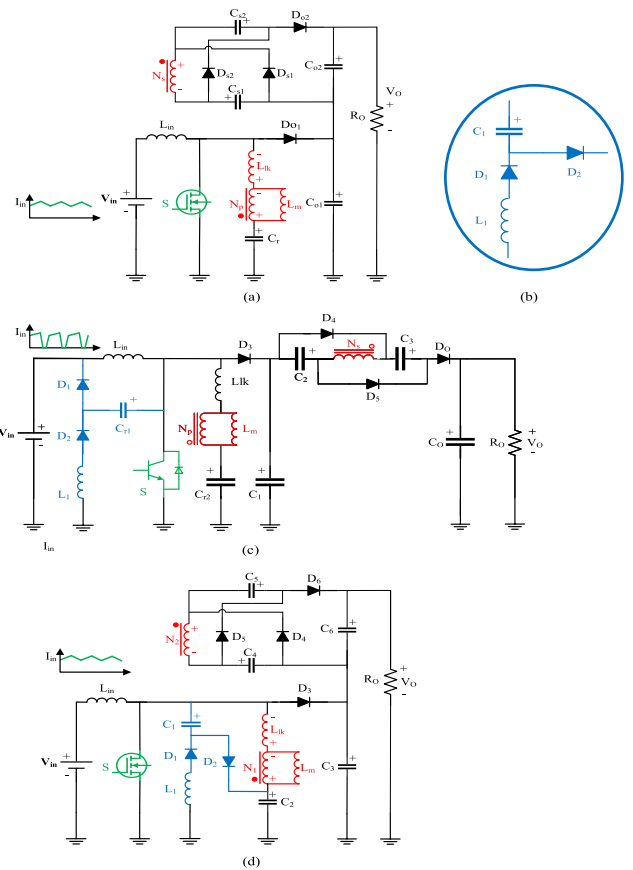 Cs2 +
Do2
Ns
Ds2
Ds1
Co2
VO
RO
Cs1
+
-
Lin
Do1
Llk
Iin
Vin
S
Np
Lm
Co1
Cr
(a)
C1
D1
D2
L1
(b)
Iin
Lin
D3
D4
Ns
C3
DO
C2
D5
D1
Llk
Vin
D2
Cr1
Np
Lm
L1
S
Cr2
C1
CO
RO
VO
Iin
(c)
C5
D6
N2
D5
D4
C6
C4
Iin
RO
VO
Lin
D3
C1
Llk
Vin
S
D1
D2
N1
Lm
C3
L1
C2
(d)